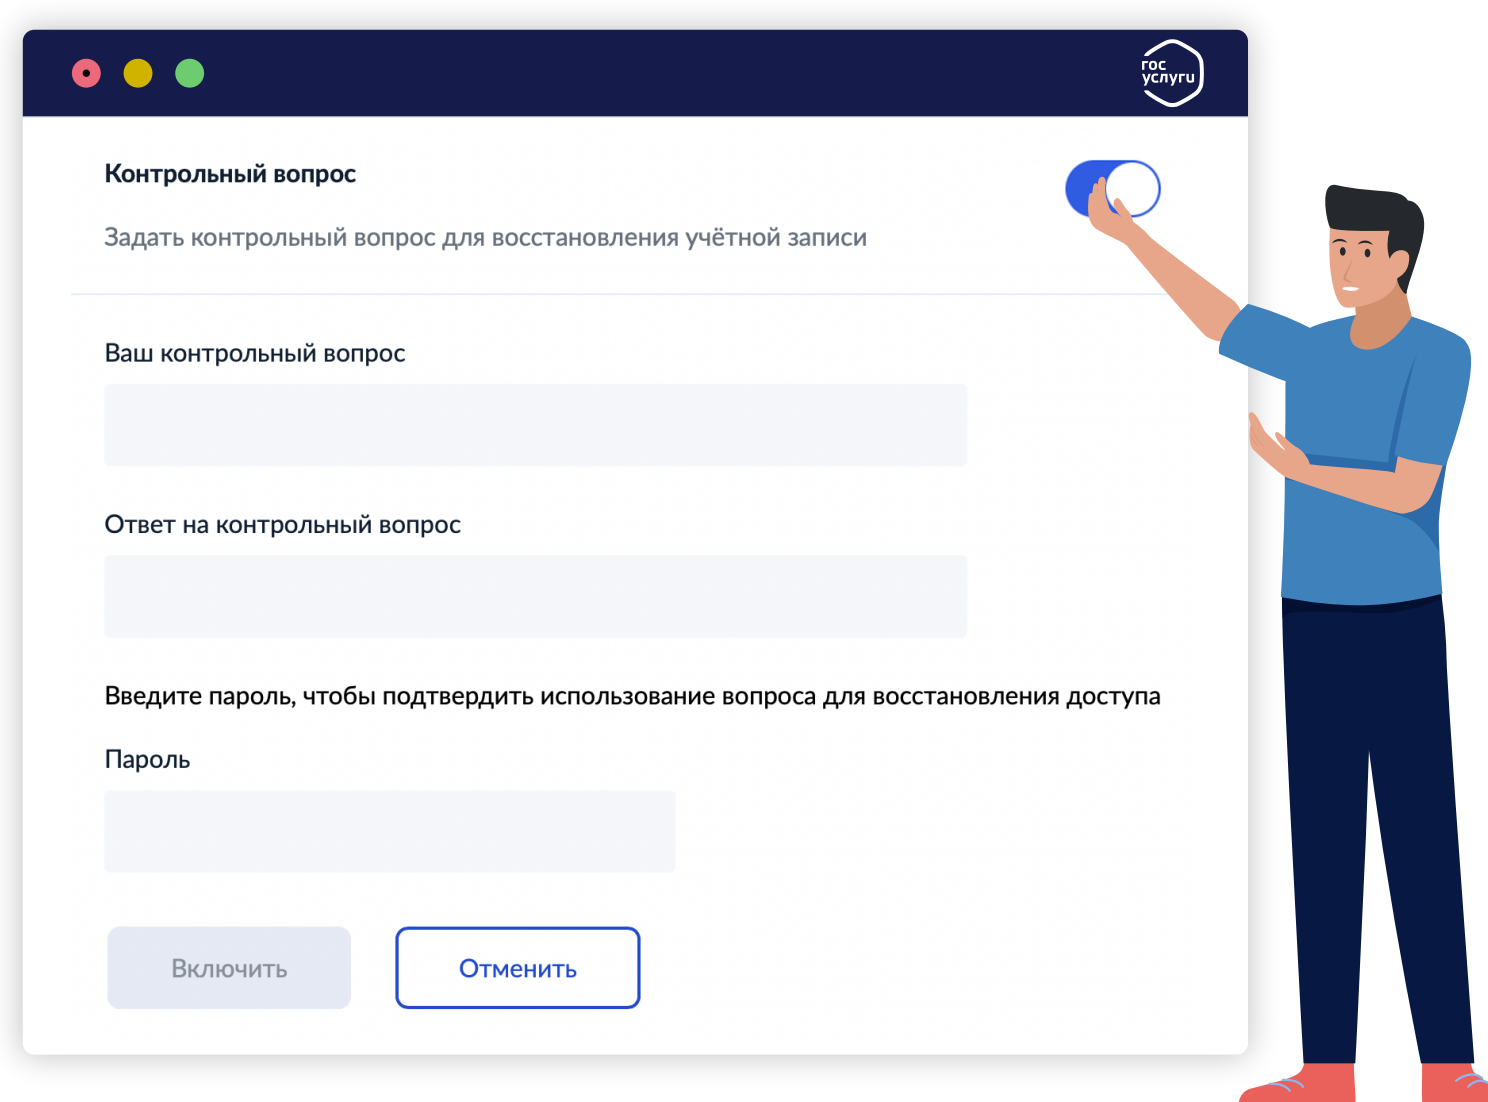 гос
услуги
Контрольный вопрос
Задать контрольный вопрос для восстановления учётной записи
Ваш контрольный вопрос
Ответ на контрольный вопрос
Введите пароль, чтобы подтвердить использование вопроса для восстановления доступа
Пароль
Включить
Отменить